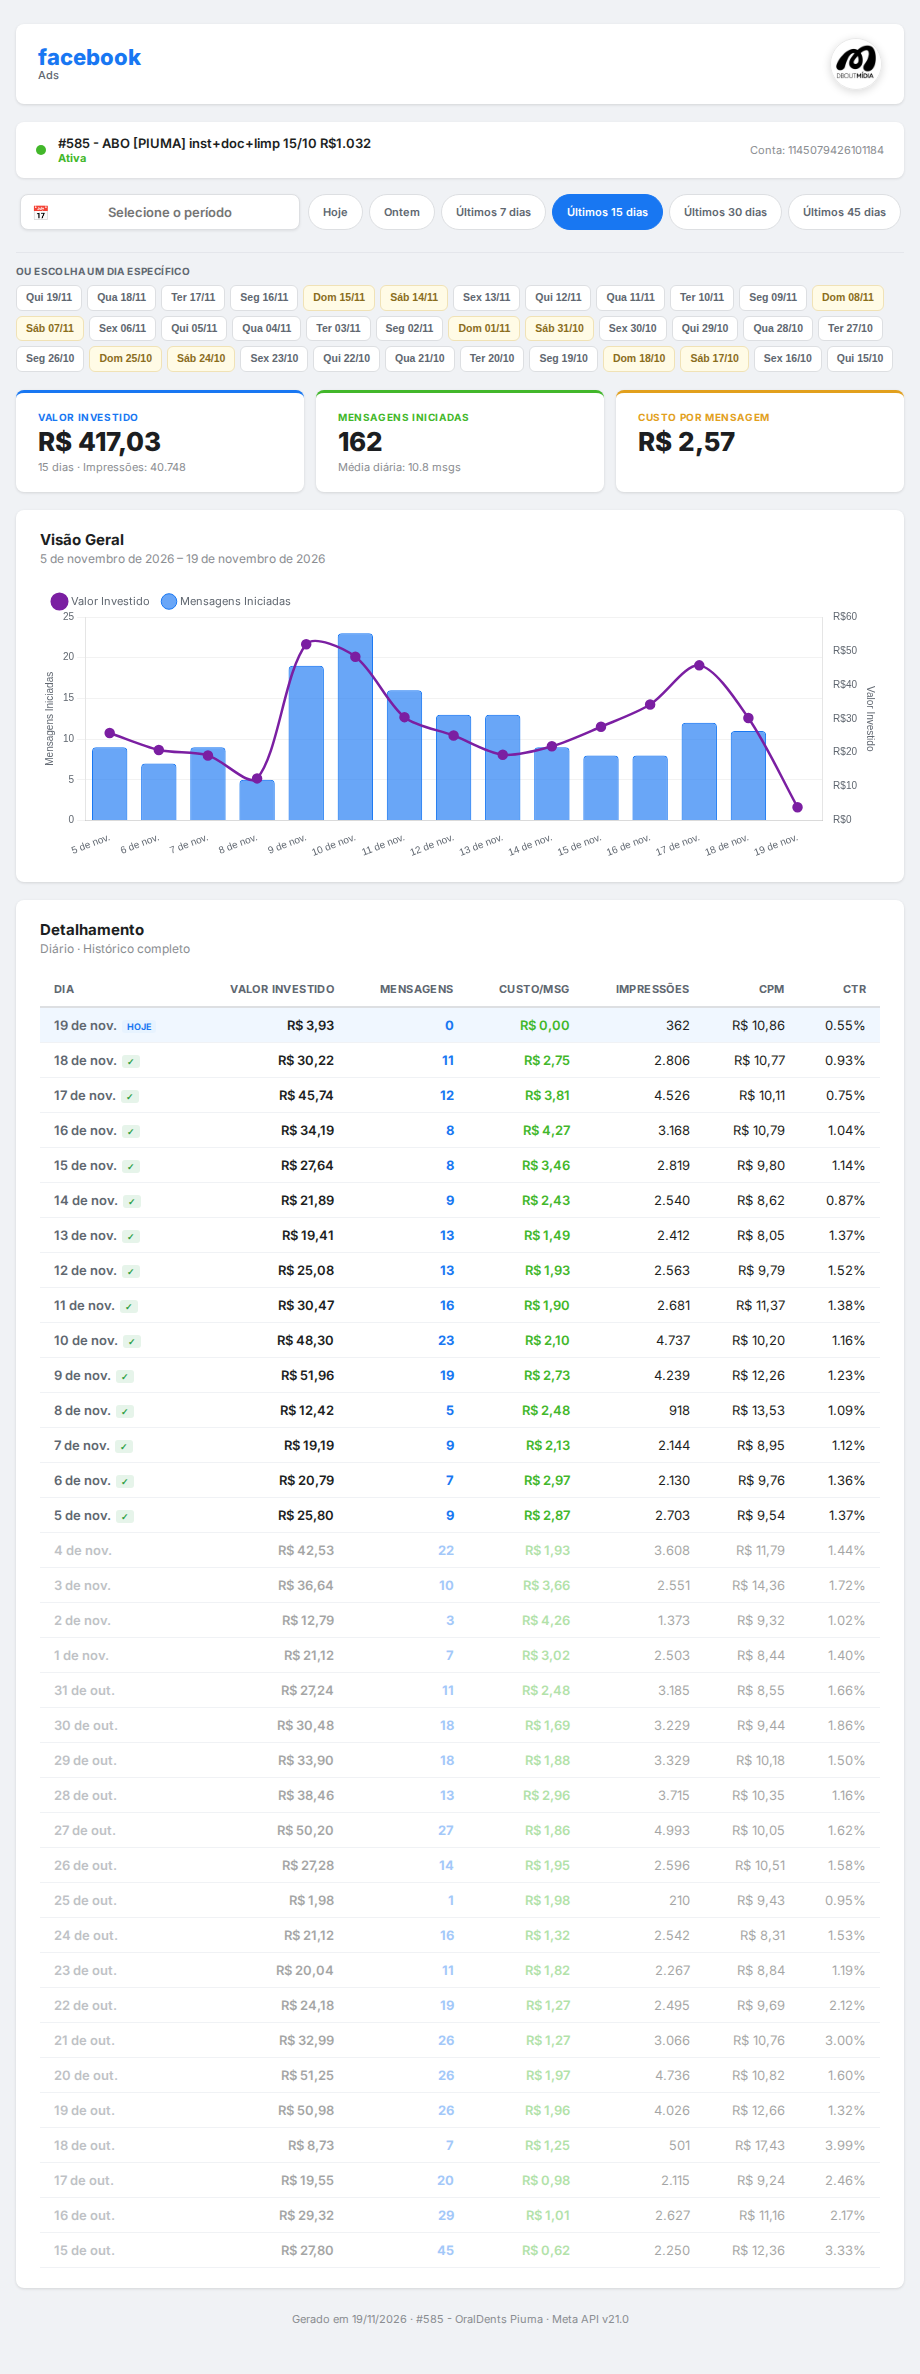 facebook
Ads
DBOUTMÍDIA
#585 - ABO [PIUMA] inst+doc+limp 15/10 R$1.032
Ativa
Conta: 1145079426101184
Selecione o período Hoje Ontem Últimos 7 dias Últimos 15 dias Últimos 30 dias Últimos 45 dias
OU ESCOLHA UM DIA ESPECÍFICO
Qui 19/11 Qua 18/11 Ter 17/11 Seg 16/11 Dom 15/11 Sáb 14/11 Sex 13/11 Qui 12/11 Qua 11/11 Ter 10/11 Seg 09/11 Dom 08/11
Sáb 07/11 Sex 06/11 Qui 05/11 Qua 04/11 Ter 03/11 Seg 02/11 Dom 01/11 Sáb 31/10 Sex 30/10 Qui 29/10 Qua 28/10 Ter 27/10
Seg 26/10 Dom 25/10 Sáb 24/10 Sex 23/10 Qui 22/10 Qua 21/10 Ter 20/10 Seg 19/10 Dom 18/10 Sáb 17/10 Sex 16/10 Qui 15/10
VALOR INVESTIDO
R$ 417,03
15 dias · Impressões: 40.748
MENSAGENS INICIADAS
162
Média diária: 10.8 msgs
CUSTO POR MENSAGEM
R$ 2,57
Visão Geral
5 de novembro de 2026 – 19 de novembro de 2026
Valor Investido Mensagens Iniciadas
25 R$60
20 R$50
15 R$40
10 R$30
5 R$20
0 R$10
R$0
Mensagens Iniciadas
Valor Investido
5 de nov. 6 de nov. 7 de nov. 8 de nov. 9 de nov. 10 de nov. 11 de nov. 12 de nov. 13 de nov. 14 de nov. 15 de nov. 16 de nov. 17 de nov. 18 de nov. 19 de nov.
Detalhamento
Diário · Histórico completo
DIA VALOR INVESTIDO MENSAGENS CUSTO/MSG IMPRESSÕES CPM CTR
19 de nov. HOJE R$ 3,93 0 R$ 0,00 362 R$ 10,86 0.55%
18 de nov. ✓ R$ 30,22 11 R$ 2,75 2.806 R$ 10,77 0.93%
17 de nov. ✓ R$ 45,74 12 R$ 3,81 4.526 R$ 10,11 0.75%
16 de nov. ✓ R$ 34,19 8 R$ 4,27 3.168 R$ 10,79 1.04%
15 de nov. ✓ R$ 27,64 8 R$ 3,46 2.819 R$ 9,80 1.14%
14 de nov. ✓ R$ 21,89 9 R$ 2,43 2.540 R$ 8,62 0.87%
13 de nov. ✓ R$ 19,41 13 R$ 1,49 2.412 R$ 8,05 1.37%
12 de nov. ✓ R$ 25,08 13 R$ 1,93 2.563 R$ 9,79 1.52%
11 de nov. ✓ R$ 30,47 16 R$ 1,90 2.681 R$ 11,37 1.38%
10 de nov. ✓ R$ 48,30 23 R$ 2,10 4.737 R$ 10,20 1.16%
9 de nov. ✓ R$ 51,96 19 R$ 2,73 4.239 R$ 12,26 1.23%
8 de nov. ✓ R$ 12,42 5 R$ 2,48 918 R$ 13,53 1.09%
7 de nov. ✓ R$ 19,19 9 R$ 2,13 2.144 R$ 8,95 1.12%
6 de nov. ✓ R$ 20,79 7 R$ 2,97 2.130 R$ 9,76 1.36%
5 de nov. ✓ R$ 25,80 9 R$ 2,87 2.703 R$ 9,54 1.37%
4 de nov. R$ 42,53 22 R$ 1,93 3.608 R$ 11,79 1.44%
3 de nov. R$ 36,64 10 R$ 3,66 2.551 R$ 14,36 1.72%
2 de nov. R$ 12,79 3 R$ 4,26 1.373 R$ 9,32 1.02%
1 de nov. R$ 21,12 7 R$ 3,02 2.503 R$ 8,44 1.40%
31 de out. R$ 27,24 11 R$ 2,48 3.185 R$ 8,55 1.66%
30 de out. R$ 30,48 18 R$ 1,69 3.229 R$ 9,44 1.86%
29 de out. R$ 33,90 18 R$ 1,88 3.329 R$ 10,18 1.50%
28 de out. R$ 38,46 13 R$ 2,96 3.715 R$ 10,35 1.16%
27 de out. R$ 50,20 27 R$ 1,86 4.993 R$ 10,05 1.62%
26 de out. R$ 27,28 14 R$ 1,95 2.596 R$ 10,51 1.58%
25 de out. R$ 1,98 1 R$ 1,98 210 R$ 9,43 0.95%
24 de out. R$ 21,12 16 R$ 1,32 2.542 R$ 8,31 1.53%
23 de out. R$ 20,04 11 R$ 1,82 2.267 R$ 8,84 1.19%
22 de out. R$ 24,18 19 R$ 1,27 2.495 R$ 9,69 2.12%
21 de out. R$ 32,99 26 R$ 1,27 3.066 R$ 10,76 3.00%
20 de out. R$ 51,25 26 R$ 1,97 4.736 R$ 10,82 1.60%
19 de out. R$ 50,98 26 R$ 1,96 4.026 R$ 12,66 1.32%
18 de out. R$ 8,73 7 R$ 1,25 501 R$ 17,43 3.99%
17 de out. R$ 19,55 20 R$ 0,98 2.115 R$ 9,24 2.46%
16 de out. R$ 29,32 29 R$ 1,01 2.627 R$ 11,16 2.17%
15 de out. R$ 27,80 45 R$ 0,62 2.250 R$ 12,36 3.33%
Gerado em 19/11/2026 · #585 - OralDents Piuma · Meta API v21.0